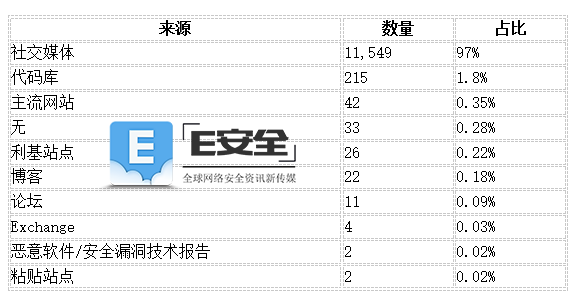 来源 数量 占比
社交媒体 11,549 97%
代码库 215 1.8%
主流网站 42 0.35%
无 33 0.28%
利基站点 26 0.22%
博客 22 0.18%
论坛 11 0.09%
Exchange 4 0.03%
恶意软件/安全漏洞技术报告 2 0.02%
粘贴站点 2 0.02%
E
E安全
全球网络安全资讯新传媒